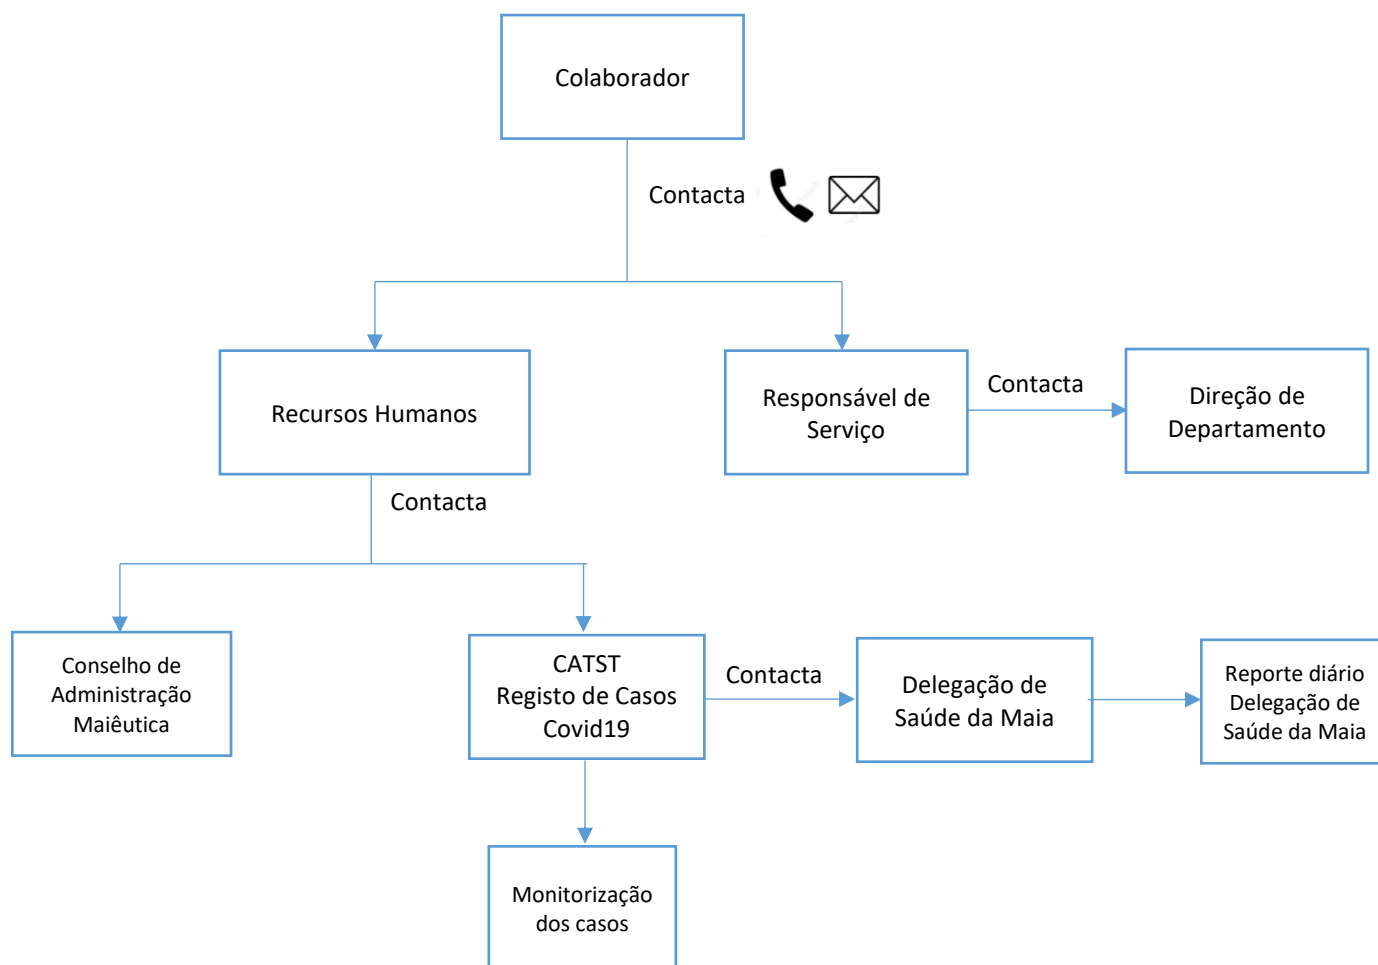 Colaborador
Contacta
Recursos Humanos
Responsável de
Serviço
Contacta
Direção de
Departamento
Contacta
Conselho de
Administração
Maiêutica
CATST
Registo de Casos
Covid19
Contacta
Delegação de
Saúde da Maia
Reporte diário
Delegação de
Saúde da Maia
Monitorização
dos casos